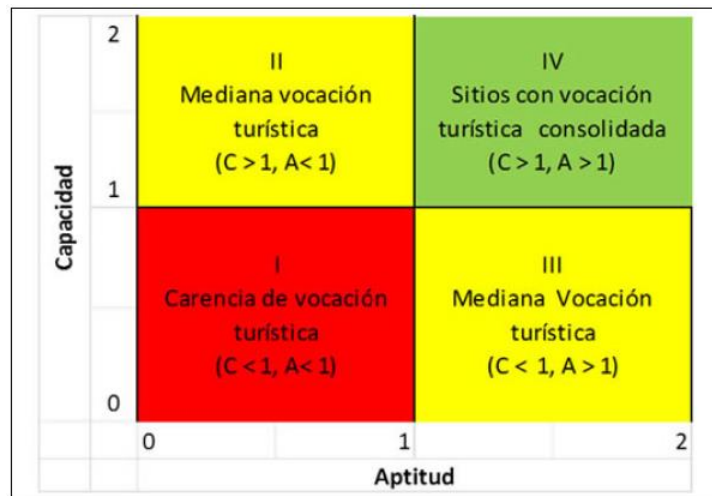 2
II
Mediana vocación
turística
(C > 1, A< 1)
IV
Sitios con vocación
turística consolidada
(C > 1, A > 1)
Capacidad
1
I
Carencia de vocación
turística
(C < 1, A< 1)
III
Mediana Vocación
turística
(C < 1, A > 1)
0
0
1
2
Aptitud